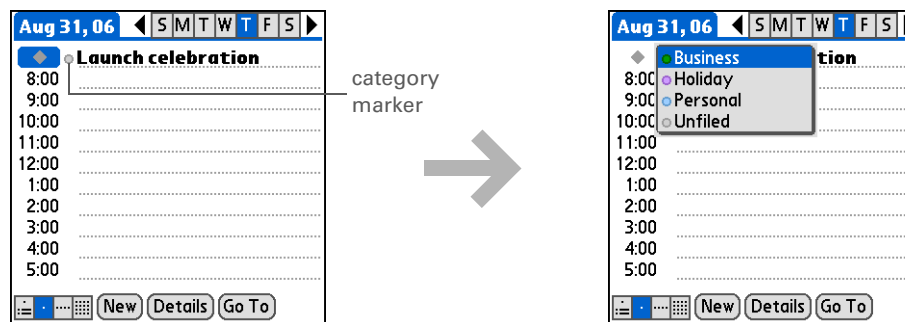 Aug 31, 06 S M T W T F S
Launch celebration
8:00
9:00
10:00
11:00
12:00
1:00
2:00
3:00
4:00
5:00
New Details Go To
category
marker
Aug 31, 06 S M T W T F S
Business tion
8:00 Holiday
9:00 Personal
10:00 Unfiled
11:00
12:00
1:00
2:00
3:00
4:00
5:00
New Details Go To